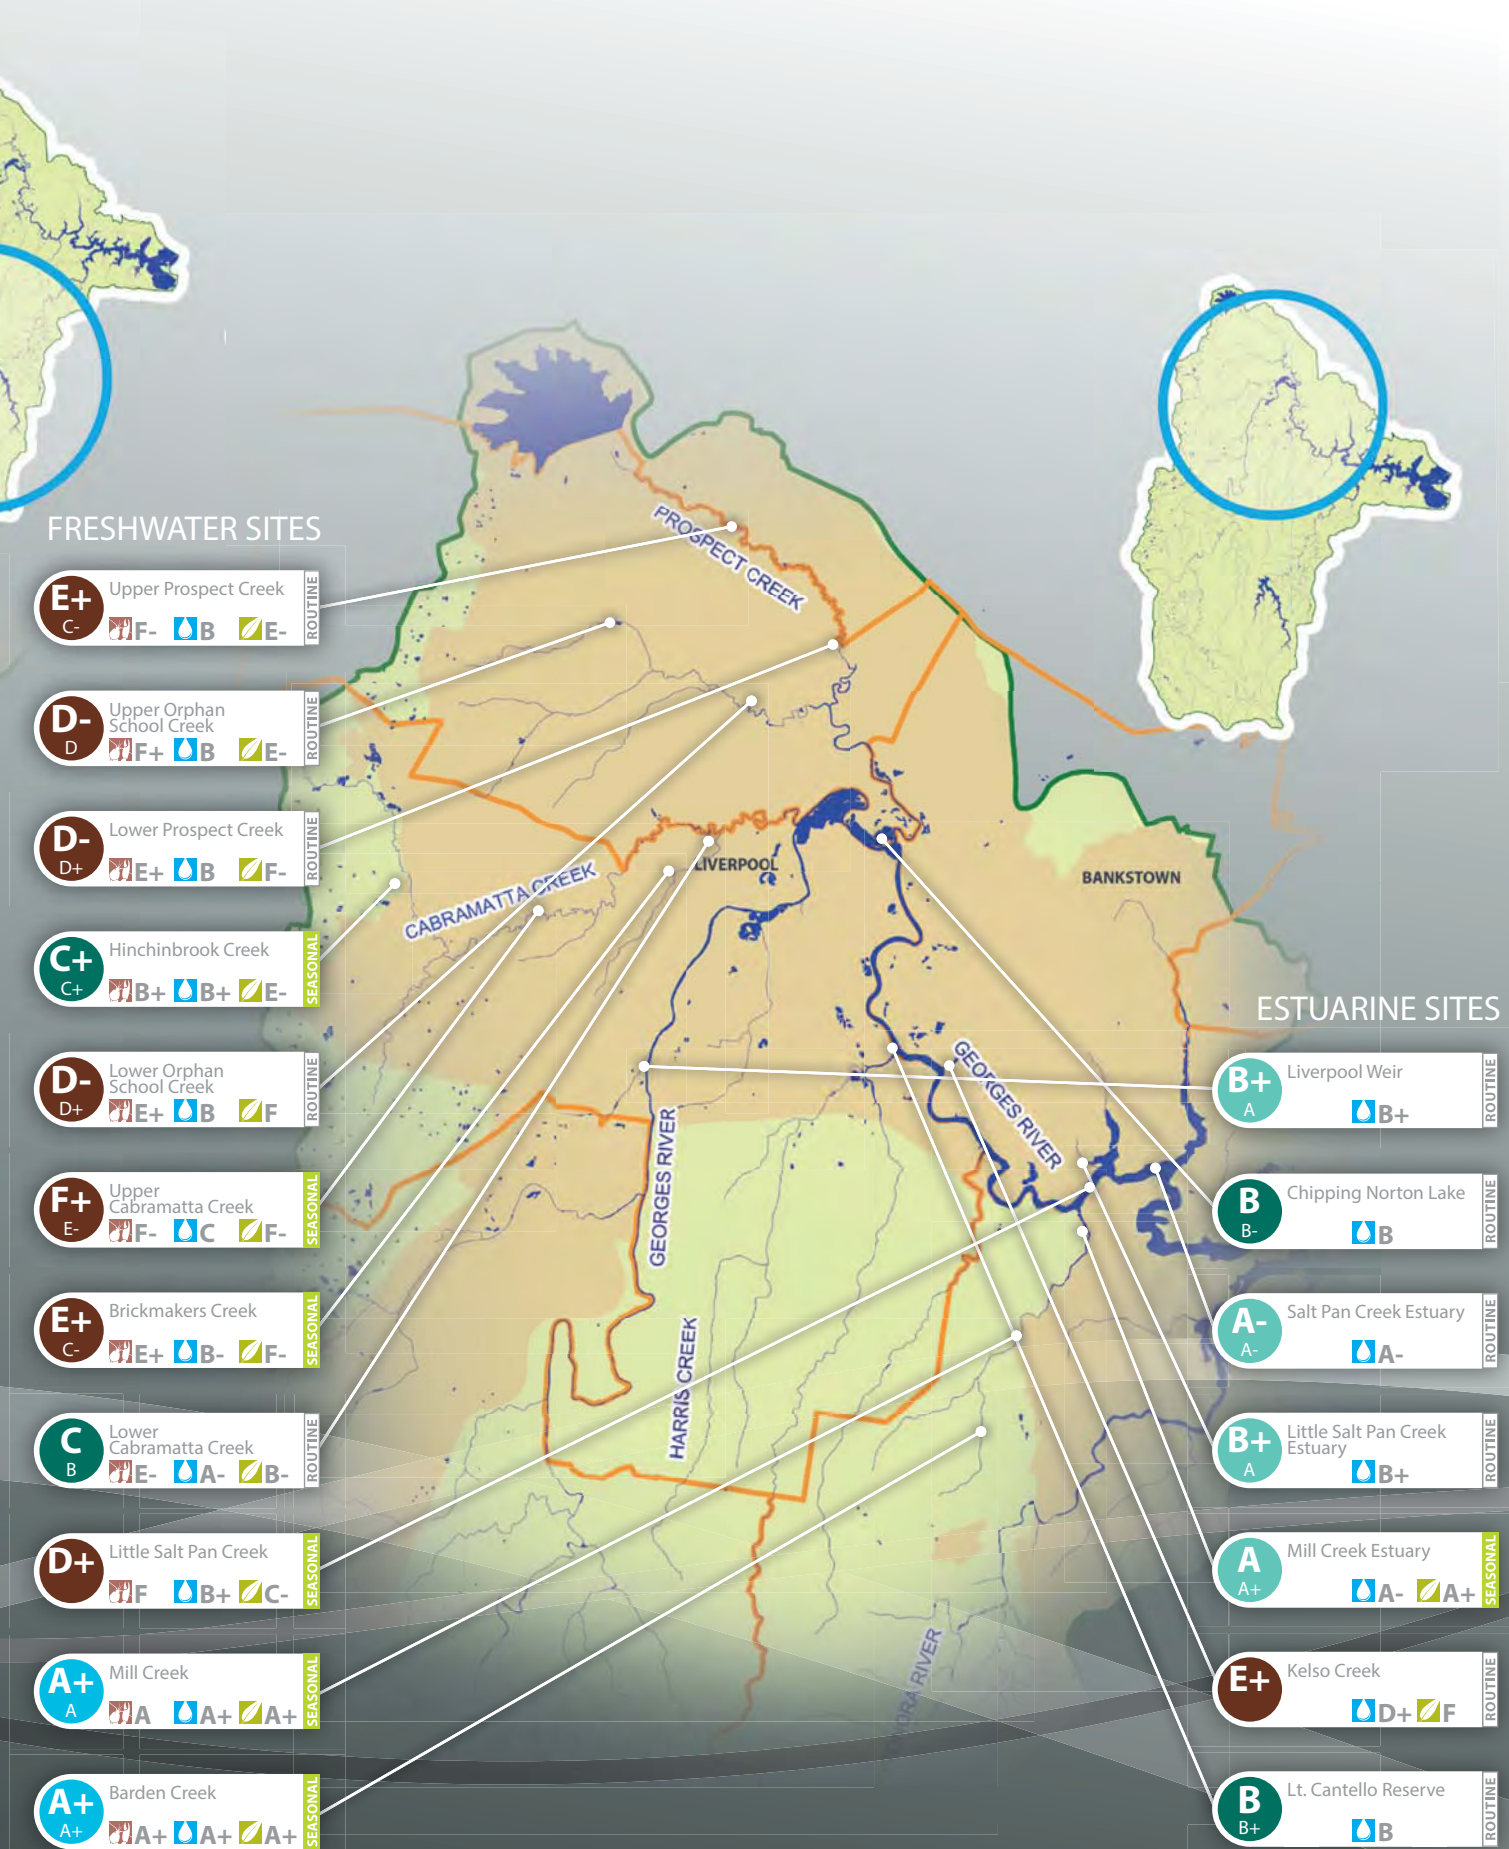 FRESHWATER SITES
E+
C-
Upper Prospect Creek
F- B E-
ROUTINE
D-
D
Upper Orphan
School Creek
F+ B E-
ROUTINE
D-
D+
Lower Prospect Creek
E+ B F-
ROUTINE
C+
C+
Hinchinbrook Creek
B+ B+ E-
SEASONAL
D-
D+
Lower Orphan
School Creek
E+ B F
ROUTINE
F+
E-
Upper
Cabramatta Creek
F- C F-
SEASONAL
E+
C-
Brickmakers Creek
E+ B- F-
SEASONAL
C
B
Lower
Cabramatta Creek
E- A- B-
ROUTINE
D+
Little Salt Pan Creek
F B+ C-
SEASONAL
A+
A
Mill Creek
A A+ A+
SEASONAL
A+
A+
Barden Creek
A+ A+ A+
SEASONAL
PROSPECT CREEK
LIVERPOOL
CABRAMATTA CREEK
BANKSTOWN
GEORGES RIVER
GEORGES RIVER
HARRIS CREEK
RIVER
ESTUARINE SITES
B+
A
Liverpool Weir
B+
ROUTINE
B
B-
Chipping Norton Lake
B
ROUTINE
A-
A-
Salt Pan Creek Estuary
A-
ROUTINE
B+
A
Little Salt Pan Creek
Estuary
B+
ROUTINE
A
A+
Mill Creek Estuary
A- A+
SEASONAL
E+
Kelso Creek
D+ F
ROUTINE
B
B+
Lt. Cantello Reserve
B
ROUTINE